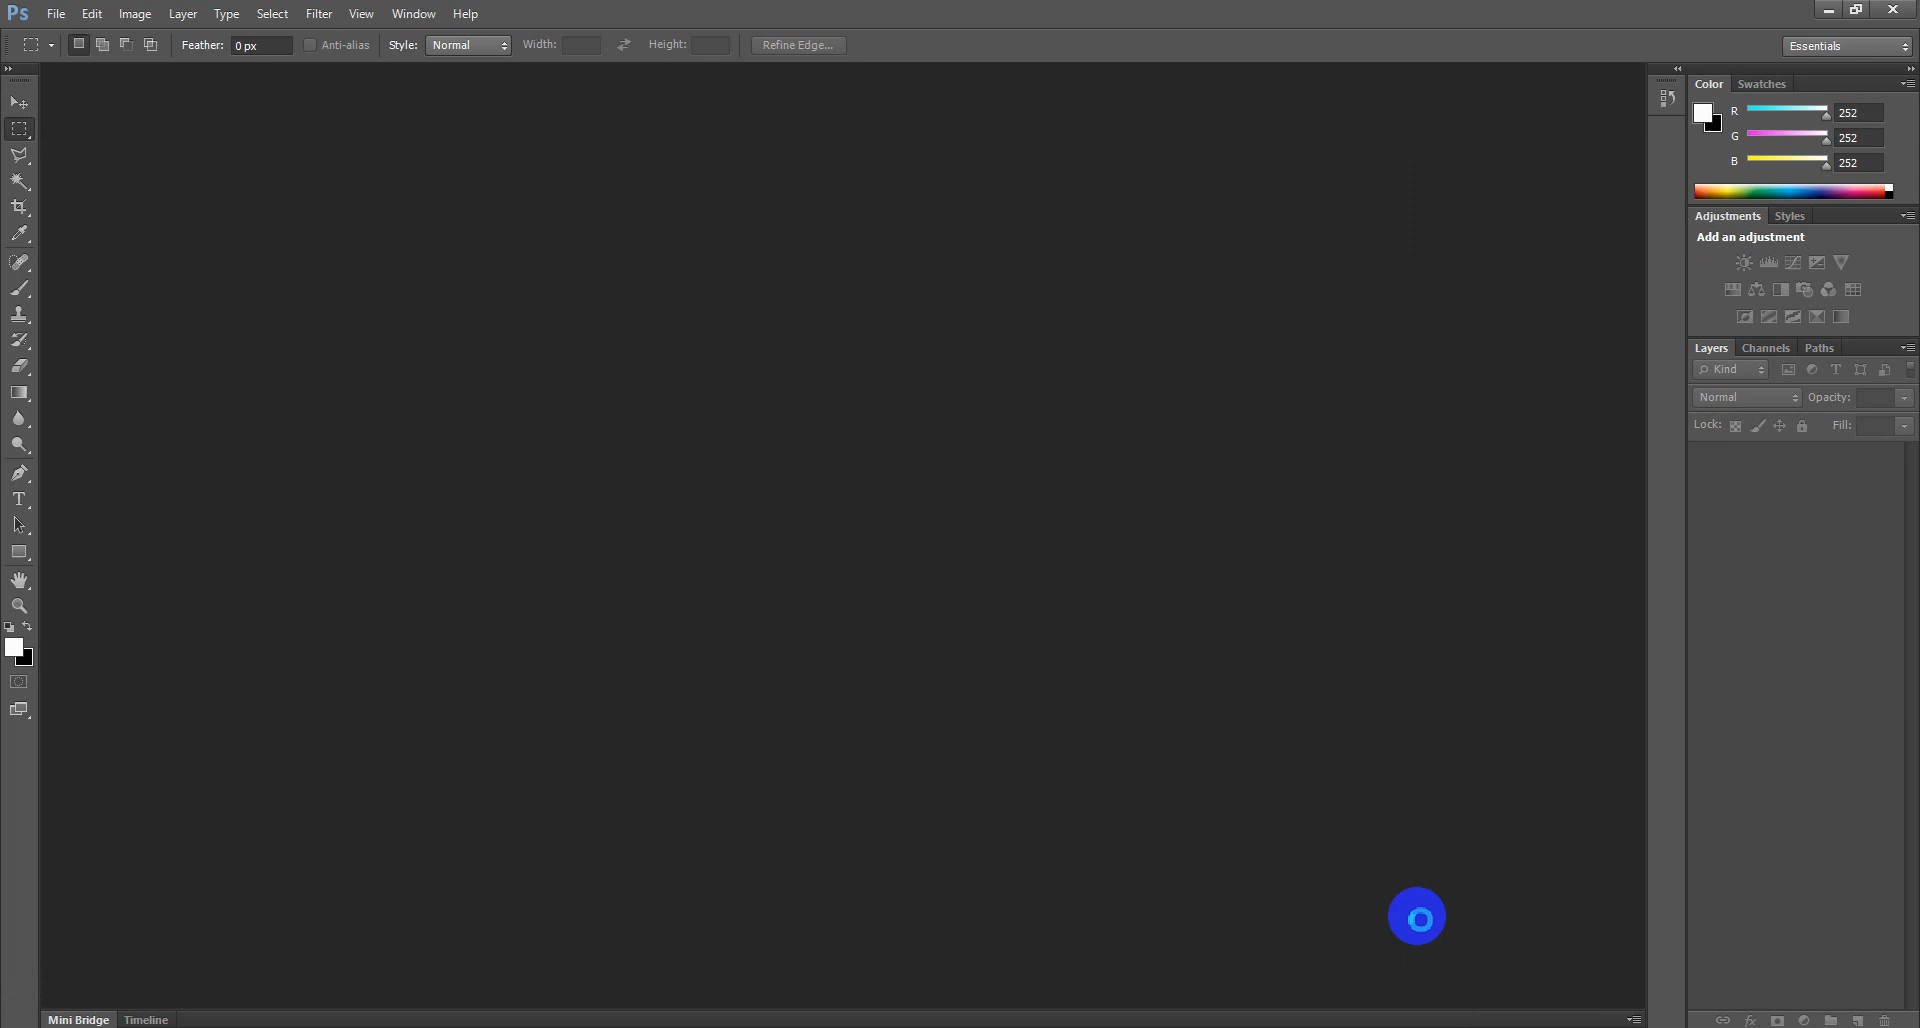 Ps File Edit Image Layer Type Select Filter View Window Help
Feather: 0 px Anti-alias Style: Normal Width: Height: Refine Edge... Essentials
Color Swatches
R 252
G 252
B 252
Adjustments Styles
Add an adjustment
Layers Channels Paths
Kind T
Normal Opacity:
Lock: Fill:
T
fx
Mini Bridge Timeline